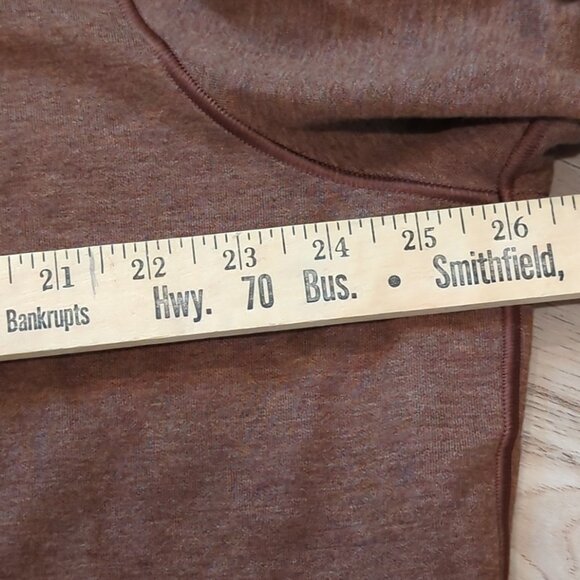 21 22 23 24 25 26
Bankrupts Hwy. 70 Bus. • Smithfield,